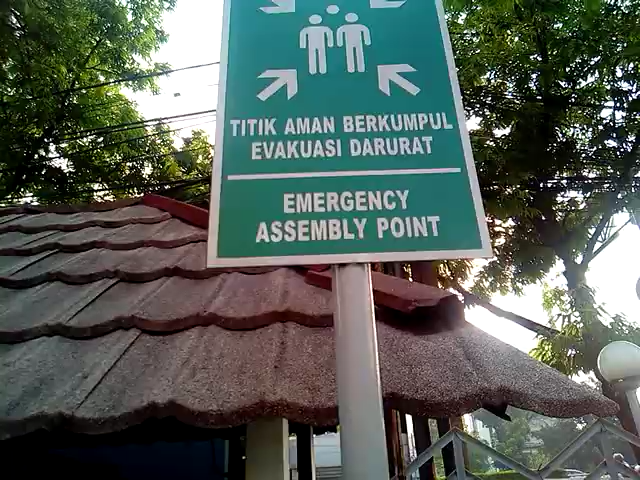 TITIK AMAN BERKUMPUL
EVAKUASI DARURAT
EMERGENCY
ASSEMBLY POINT